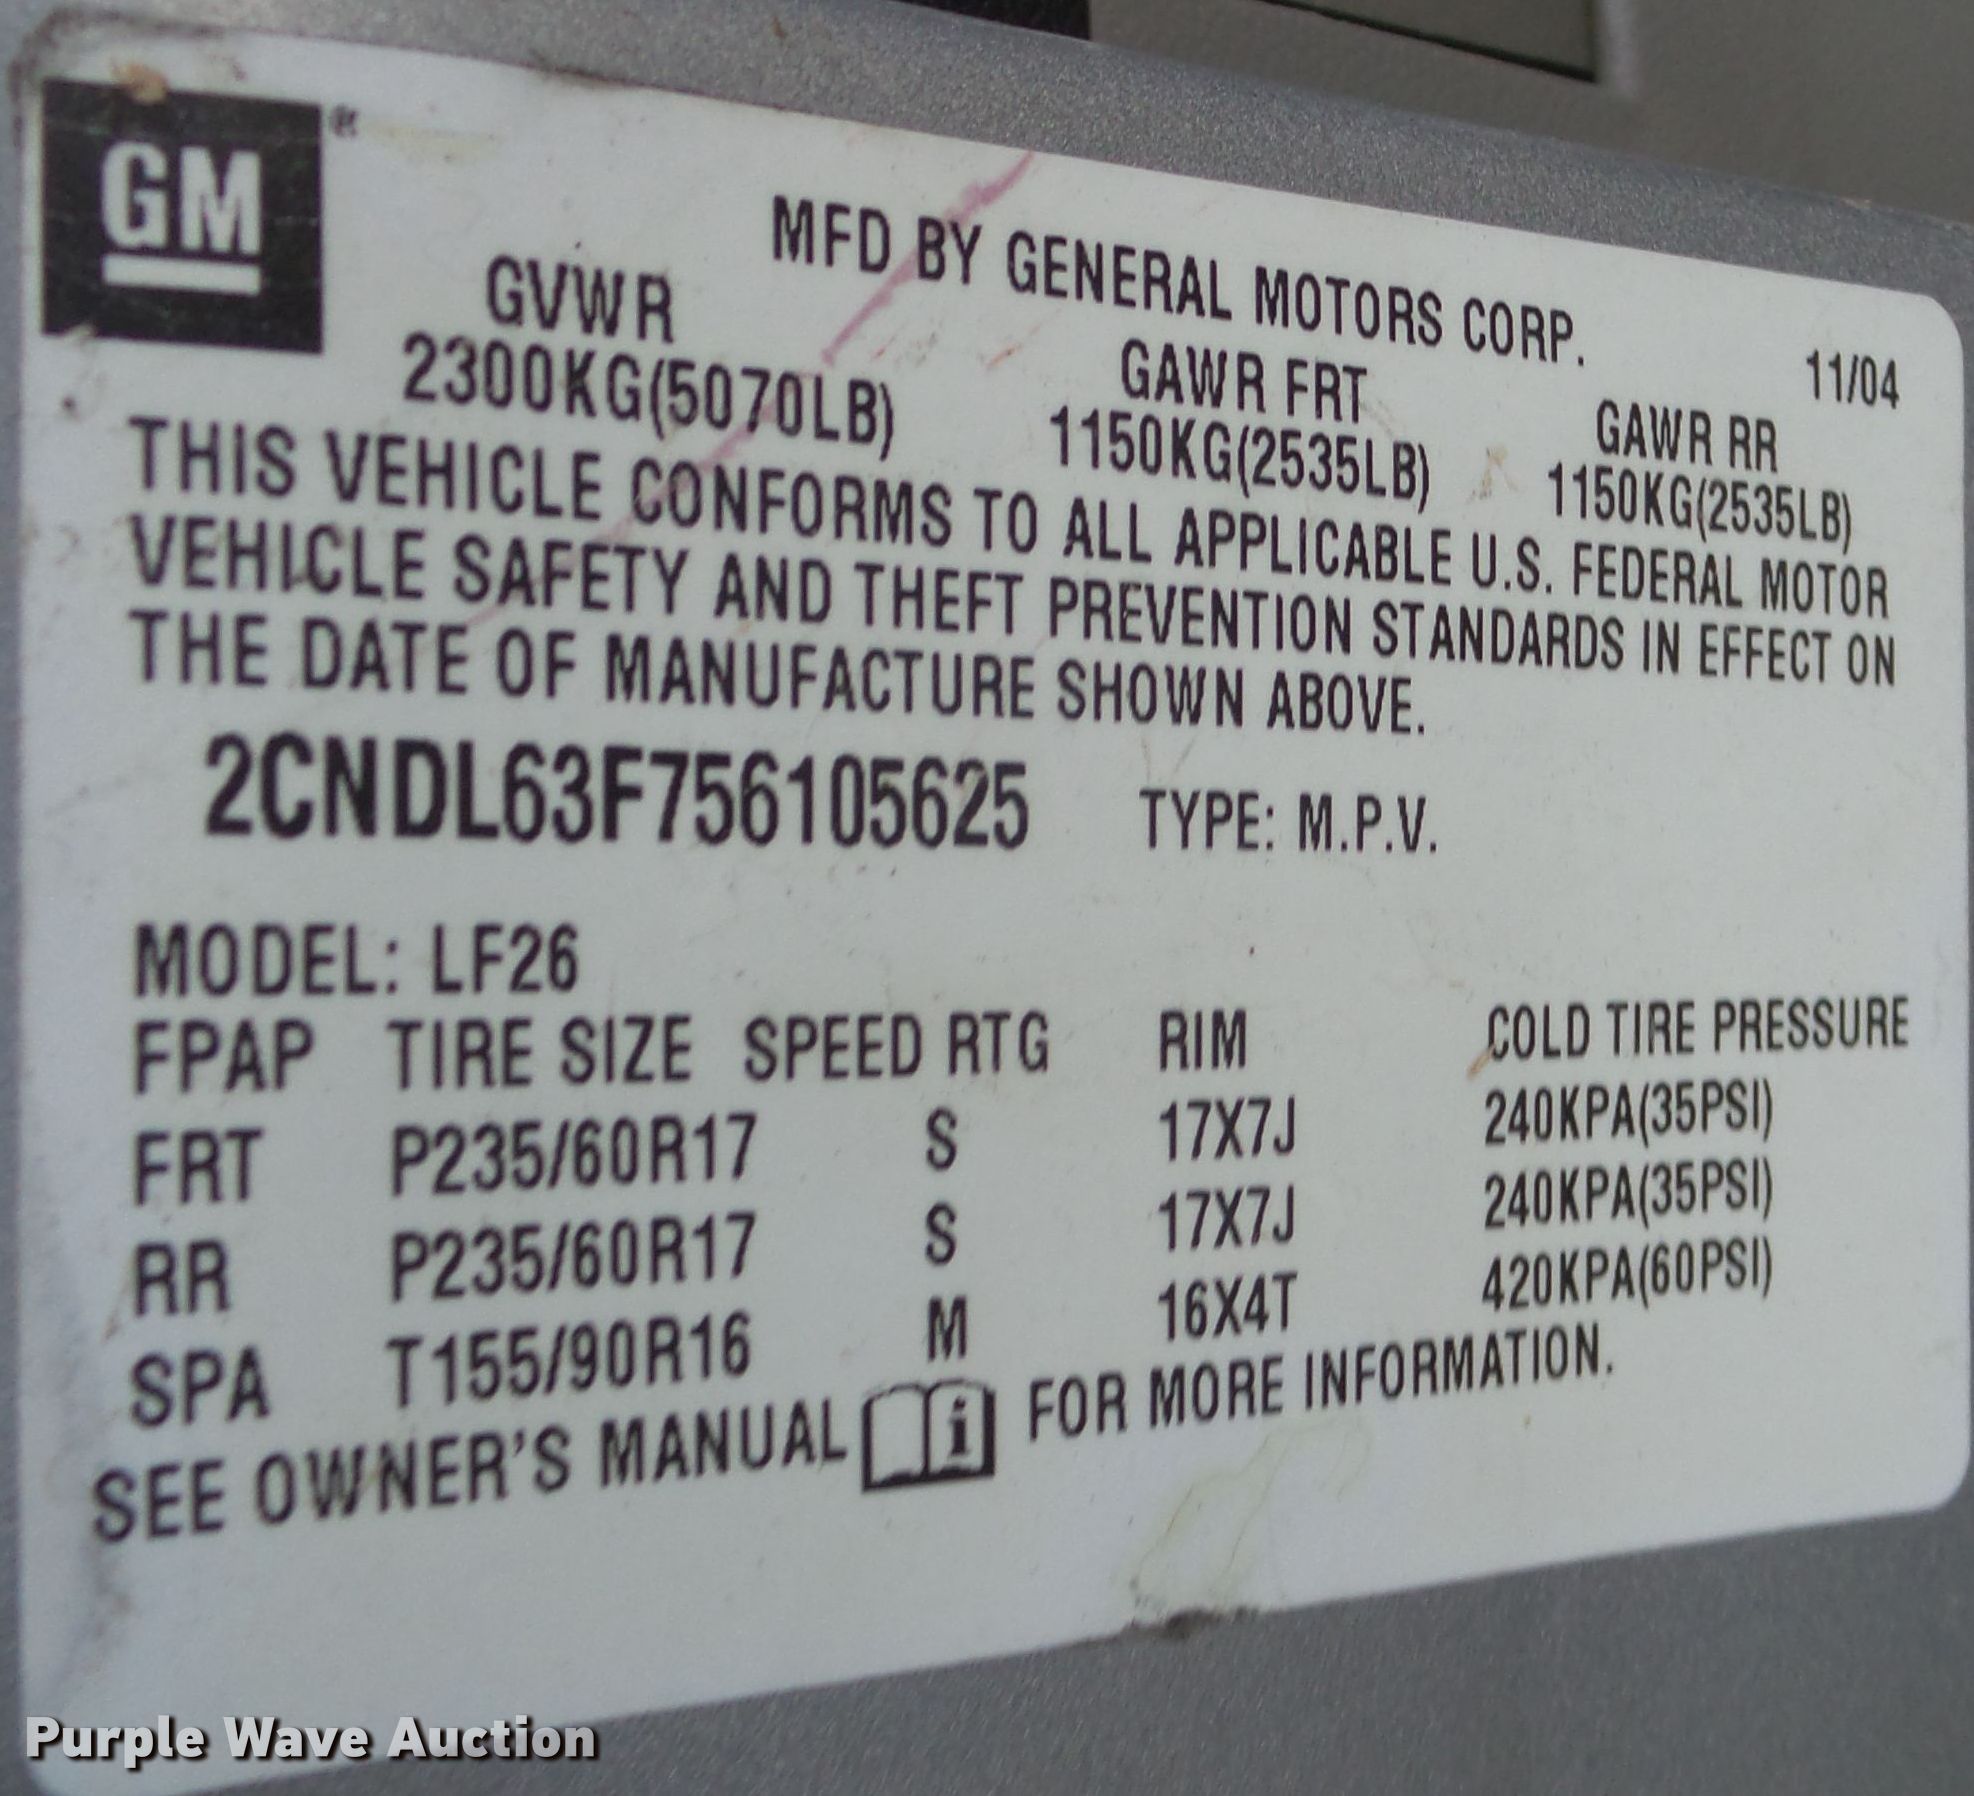 GM®
MFD BY GENERAL MOTORS CORP.
11/04
GVWR GAWR FRT GAWR RR
2300KG(5070LB) 1150KG(2535LB) 1150KG(2535LB)
THIS VEHICLE CONFORMS TO ALL APPLICABLE U.S. FEDERAL MOTOR
VEHICLE SAFETY AND THEFT PREVENTION STANDARDS IN EFFECT ON
THE DATE OF MANUFACTURE SHOWN ABOVE.
2CNDL63F756105625 TYPE: M.P.V.
MODEL: LF26
FPAP TIRE SIZE SPEED RTG RIM COLD TIRE PRESSURE
FRT P235/60R17 S 17X7J 240KPA(35PSI)
RR P235/60R17 S 17X7J 240KPA(35PSI)
SPA T155/90R16 M 16X4T 420KPA(60PSI)
SEE OWNER'S MANUAL i FOR MORE INFORMATION.
Purple Wave Auction